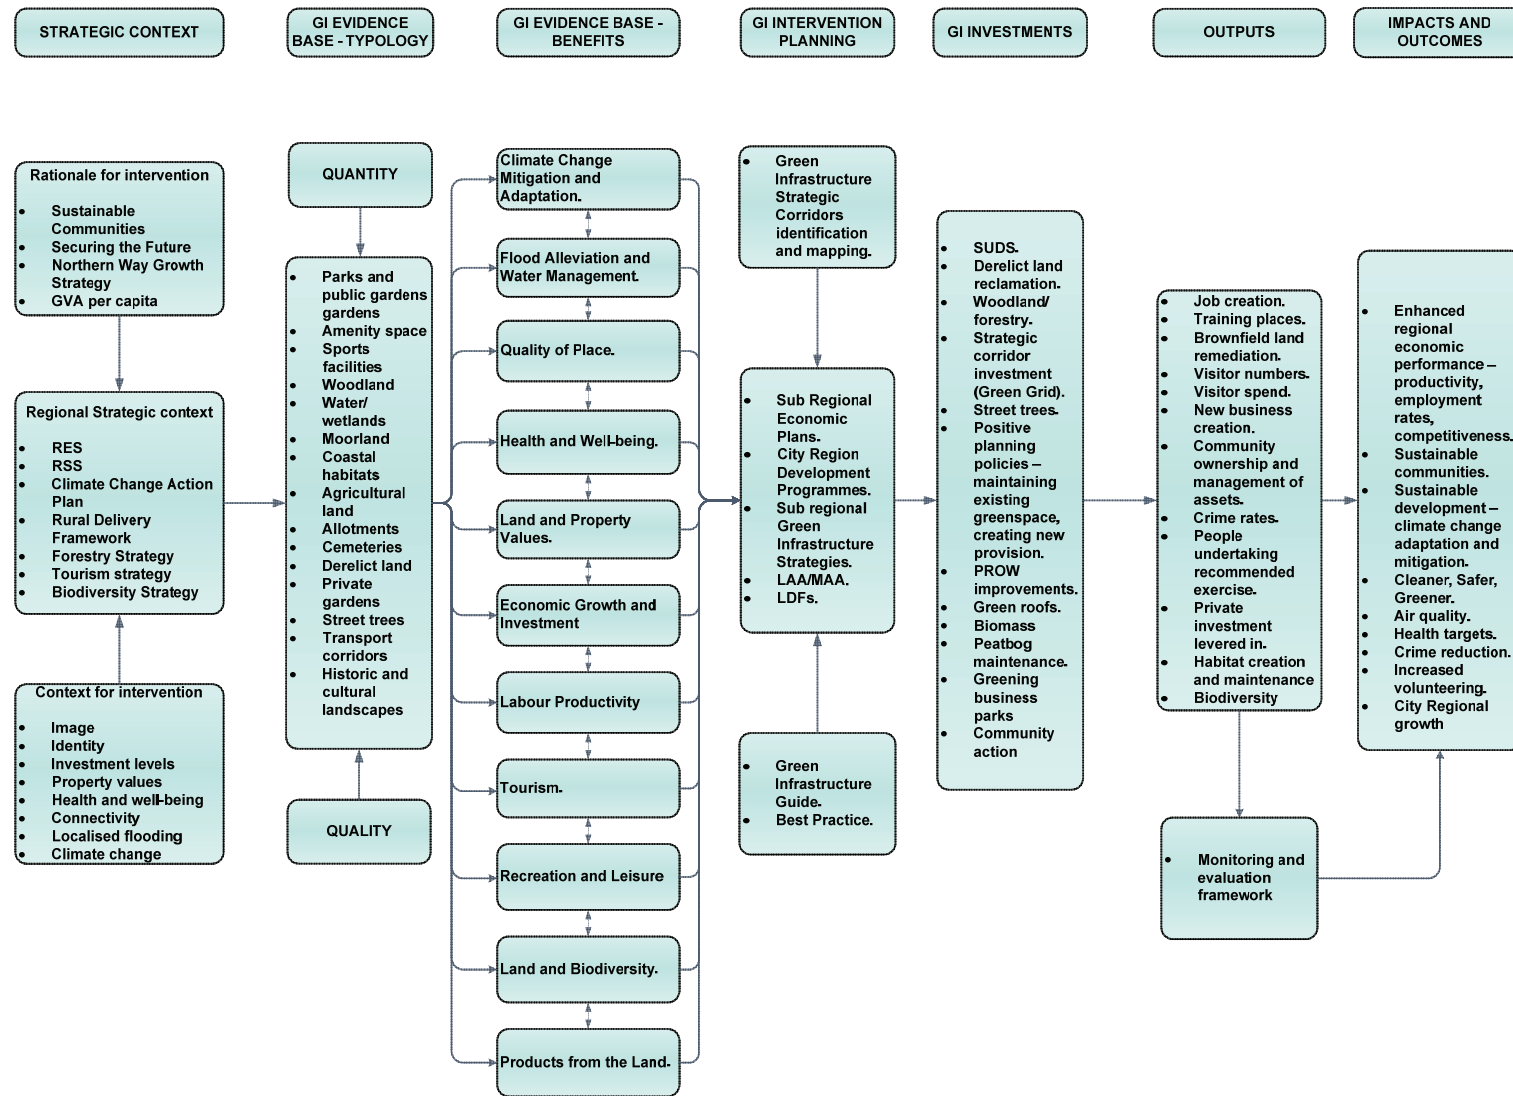 STRATEGIC CONTEXT
GI EVIDENCE
BASE - TYPOLOGY
GI EVIDENCE BASE -
BENEFITS
GI INTERVENTION
PLANNING
GI INVESTMENTS
OUTPUTS
IMPACTS AND
OUTCOMES
Rationale for intervention
• Sustainable
Communities
• Securing the Future
• Northern Way Growth
Strategy
• GVA per capita
Regional Strategic context
• RES
• RSS
• Climate Change Action
Plan
• Rural Delivery
Framework
• Forestry Strategy
• Tourism strategy
• Biodiversity Strategy
Context for intervention
• Image
• Identity
• Investment levels
• Property values
• Health and well-being
• Connectivity
• Localised flooding
• Climate change
QUANTITY
• Parks and
public gardens
gardens
• Amenity space
• Sports
facilities
• Woodland
• Water/
wetlands
• Moorland
• Coastal
habitats
• Agricultural
land
• Allotments
• Cemeteries
• Derelict land
• Private
gardens
• Street trees
• Transport
corridors
• Historic and
cultural
landscapes
QUALITY
Climate Change
Mitigation and
Adaptation.
Flood Alleviation and
Water Management.
Quality of Place.
Health and Well-being.
Land and Property
Values.
Economic Growth and
Investment
Labour Productivity
Tourism.
Recreation and Leisure
Land and Biodiversity.
Products from the Land.
• Green
Infrastructure
Strategic
Corridors
identification
and mapping.
• Sub Regional
Economic
Plans.
• City Region
Development
Programmes.
• Sub regional
Green
Infrastructure
Strategies.
• LAA/MAA.
• LDFs.
• Green
Infrastructure
Guide.
• Best Practice.
• SUDS.
• Derelict land
reclamation.
• Woodland/
forestry.
• Strategic
corridor
investment
(Green Grid).
• Street trees.
• Positive
planning
policies –
maintaining
existing
greenspace,
creating new
provision.
• PROW
improvements.
• Green roofs.
• Biomass
• Peatbog
maintenance.
• Greening
business
parks
• Community
action
• Job creation.
• Training places.
• Brownfield land
remediation.
• Visitor numbers.
• Visitor spend.
• New business
creation.
• Community
ownership and
management of
assets.
• Crime rates.
• People
undertaking
recommended
exercise.
• Private
investment
levered in.
• Habitat creation
and maintenance
• Biodiversity
• Monitoring and
evaluation
framework
• Enhanced
regional
economic
performance –
productivity,
employment
rates,
competitiveness.
• Sustainable
communities.
• Sustainable
development –
climate change
adaptation and
mitigation.
• Cleaner, Safer,
Greener.
• Air quality.
• Health targets.
• Crime reduction.
• Increased
volunteering.
• City Regional
growth